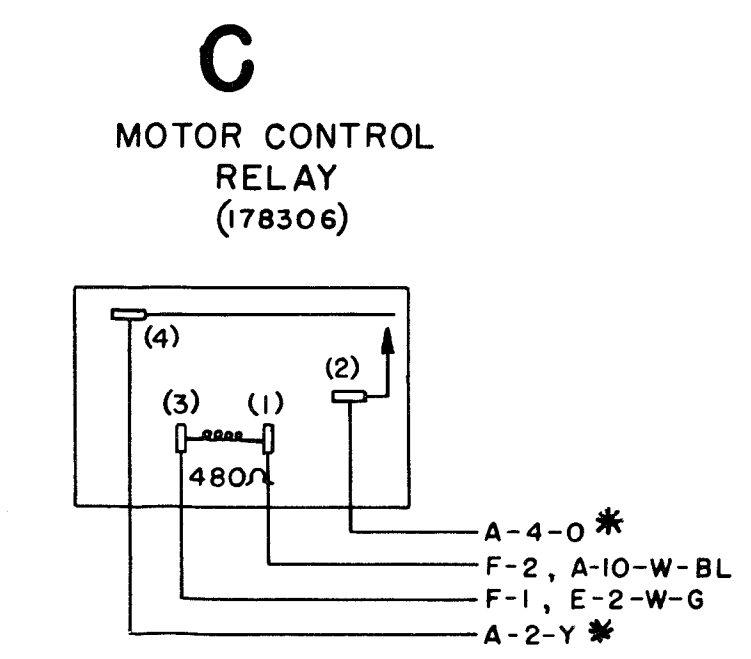 C
MOTOR CONTROL
RELAY
(178306)
(4)
(2)
(3) (1)
480Ω
A-4-O *
F-2, A-10-W-BL
F-1, E-2-W-G
A-2-Y *